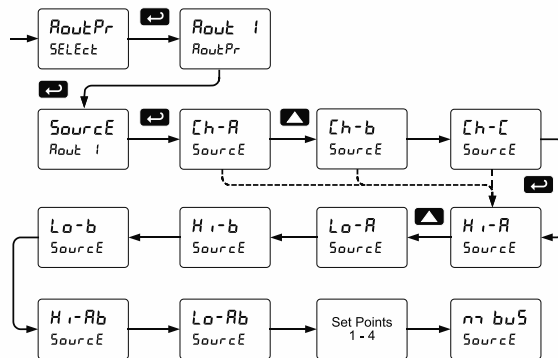 AoutPr
SELEct
Aout 1
AoutPr
SourcE
Aout 1
Ch-A
SourcE
Ch-b
SourcE
Ch-C
SourcE
Lo-b
SourcE
Hi-b
SourcE
Lo-A
SourcE
Hi-A
SourcE
Hi-Ab
SourcE
Lo-Ab
SourcE
Set Points
1 - 4
m buS
SourcE